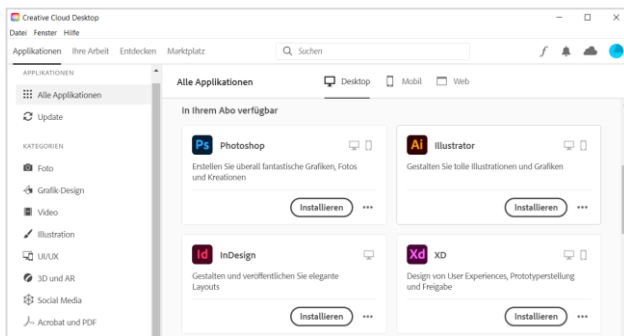 Creative Cloud Desktop
Datei Fenster Hilfe
Applikationen Ihre Arbeit Entdecken Marktplatz Suchen
APPLIKATIONEN
Alle Applikationen
Update
KATEGORIEN
Foto
Grafik-Design
Video
Illustration
UI/UX
3D und AR
Social Media
Acrobat und PDF
Alle Applikationen Desktop Mobil Web
In Ihrem Abo verfügbar
Ps Photoshop
Erstellen Sie überall fantastische Grafiken, Fotos
und Kreationen
Installieren
Ai Illustrator
Gestalten Sie tolle Illustrationen und Grafiken
Installieren
Id InDesign
Gestalten und veröffentlichen Sie elegante
Layouts
Installieren
Xd XD
Design von User Experiences, Prototyperstellung
und Freigabe
Installieren